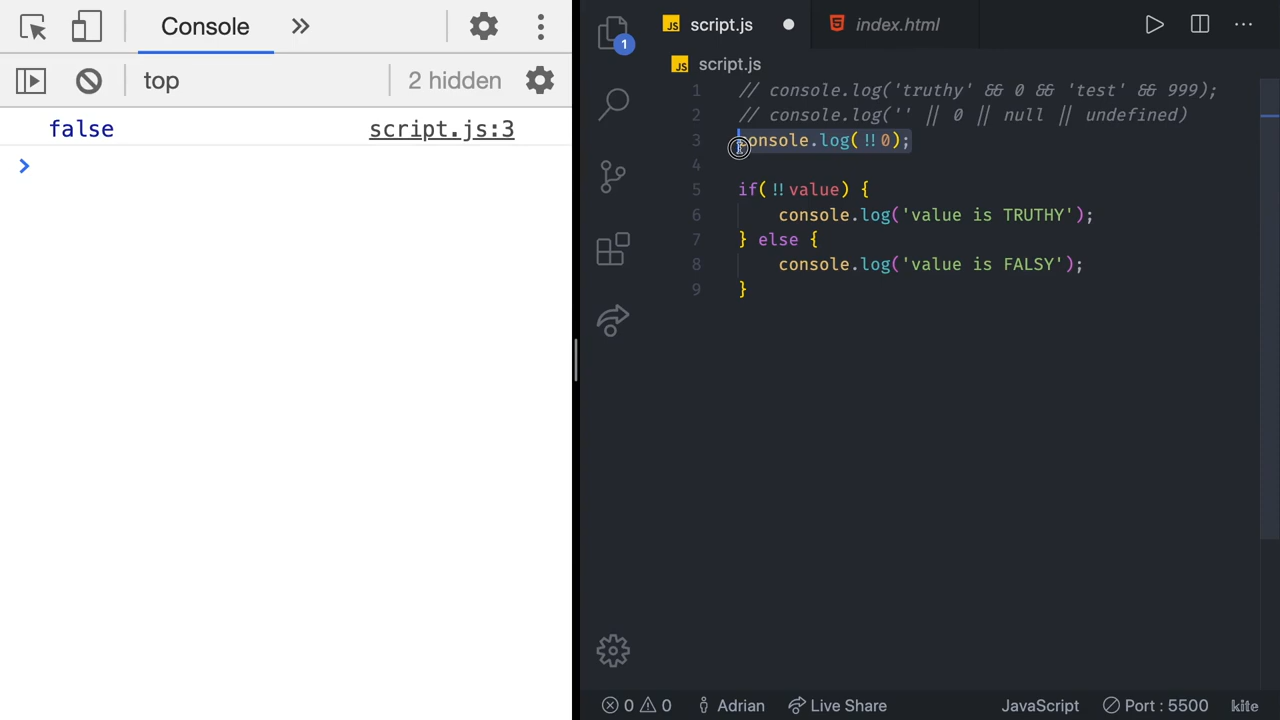 Console
top
2 hidden
false script.js:3
1
JS script.js
index.html
JS script.js
1 // console.log('truthy' && 0 && 'test' && 999);
2 // console.log('' || 0 || null || undefined)
3 console.log(!!0);
4
5 if(!!value) {
6 console.log('value is TRUTHY');
7 } else {
8 console.log('value is FALSY');
9 }
0 0 Adrian Live Share JavaScript Port : 5500 kite